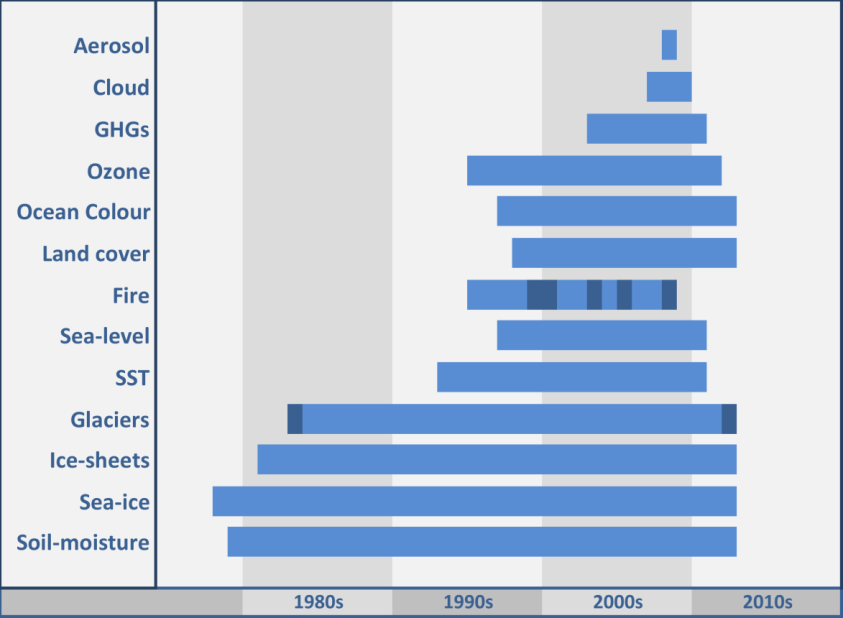 Aerosol
Cloud
GHGs
Ozone
Ocean Colour
Land cover
Fire
Sea-level
SST
Glaciers
Ice-sheets
Sea-ice
Soil-moisture
1980s 1990s 2000s 2010s